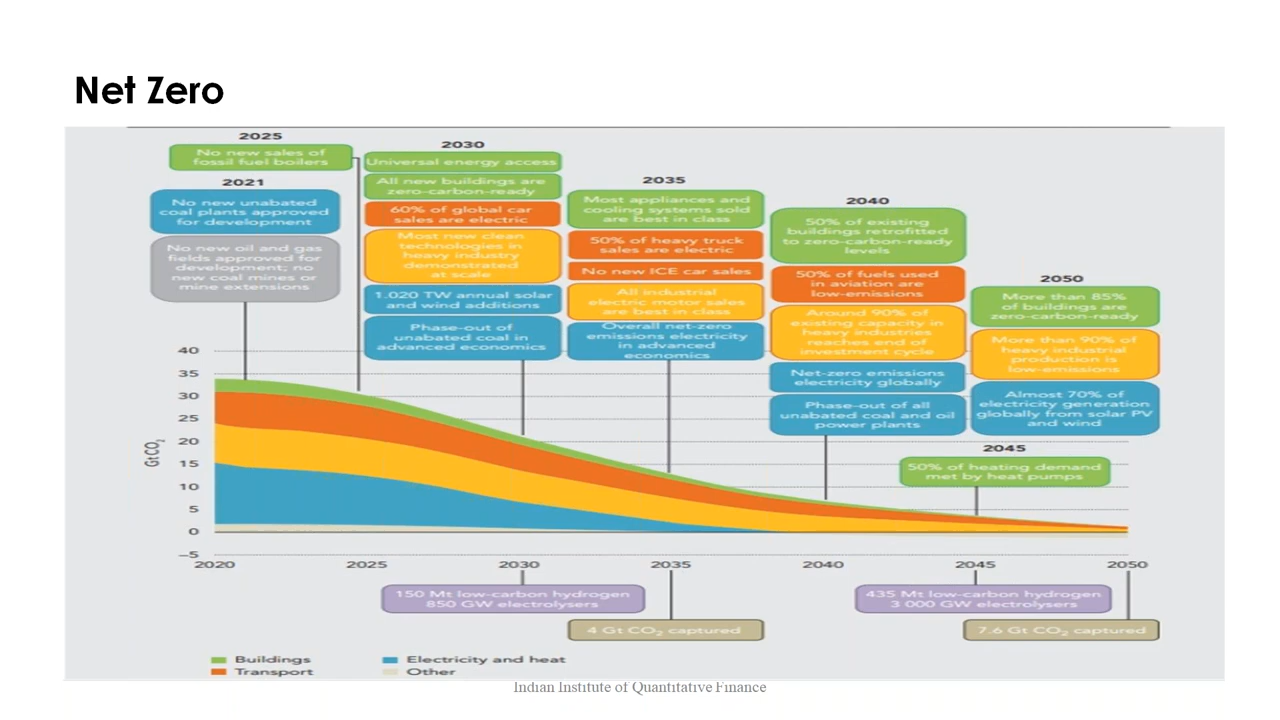 Net Zero
2025
No new sales of
fossil fuel boilers
2021
No new unabated
coal plants approved
for development
No new oil and gas
fields approved for
development; no
new coal mines or
mine extensions
2030
Universal energy access
All new buildings are
zero-carbon-ready
60% of global car
sales are electric
Most new clean
technologies in
heavy industry
demonstrated
at scale
1.020 TW annual solar
and wind additions
Phase-out of
unabated coal in
advanced economics
2035
Most appliances and
cooling systems sold
are best in class
50% of heavy truck
sales are electric
No new ICE car sales
All industrial
electric motor sales
are best in class
Overall net-zero
emissions electricity
in advanced
economics
2040
50% of existing
buildings retrofitted
to zero-carbon-ready
levels
50% of fuels used
in aviation are
low-emissions
Around 90% of
existing capacity in
heavy industries
reaches end of
investment cycle
Net-zero emissions
electricity globally
Phase-out of all
unabated coal and oil
power plants
2050
More than 85%
of buildings are
zero-carbon-ready
More than 90% of
heavy industrial
production is
low-emissions
Almost 70% of
electricity generation
globally from solar PV
and wind
2045
50% of heating demand
met by heat pumps
Gt CO₂
40
35
30
25
20
15
10
5
0
–5
2020 2025 2030 2035 2040 2045 2050
150 Mt low-carbon hydrogen
850 GW electrolysers
4 Gt CO₂ captured
435 Mt low-carbon hydrogen
3 000 GW electrolysers
7.6 Gt CO₂ captured
Buildings Electricity and heat
Transport Other
Indian Institute of Quantitative Finance